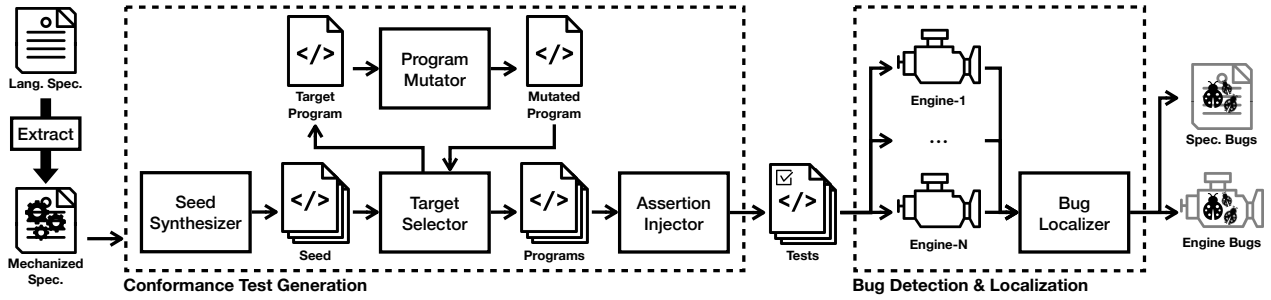 Lang. Spec.
Extract
Mechanized
Spec.
Seed
Synthesizer
</>
Seed
</>
Target
Program
Program
Mutator
</>
Mutated
Program
Target
Selector
</>
Programs
Assertion
Injector
Conformance Test Generation
</>
Tests
Engine-1
...
Engine-N
Bug
Localizer
Bug Detection & Localization
Spec. Bugs
Engine Bugs